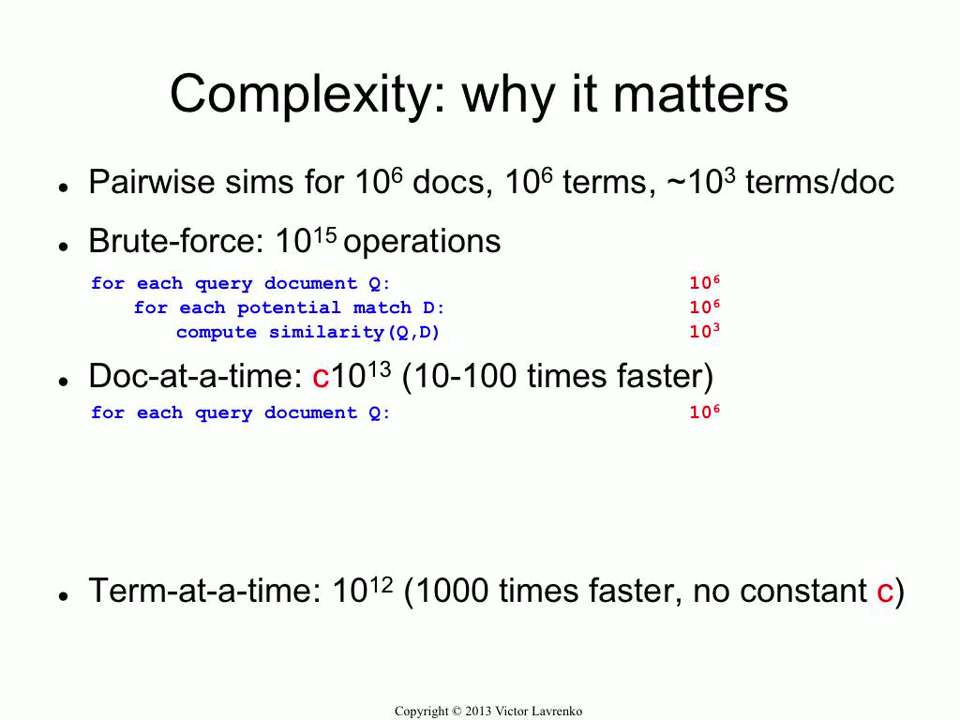 Complexity: why it matters
● Pairwise sims for 10⁶ docs, 10⁶ terms, ~10³ terms/doc
● Brute-force: 10¹⁵ operations
for each query document Q: 10⁶
for each potential match D: 10⁶
compute similarity(Q,D) 10³
● Doc-at-a-time: c10¹³ (10-100 times faster)
for each query document Q: 10⁶
● Term-at-a-time: 10¹² (1000 times faster, no constant c)
Copyright © 2013 Victor Lavrenko